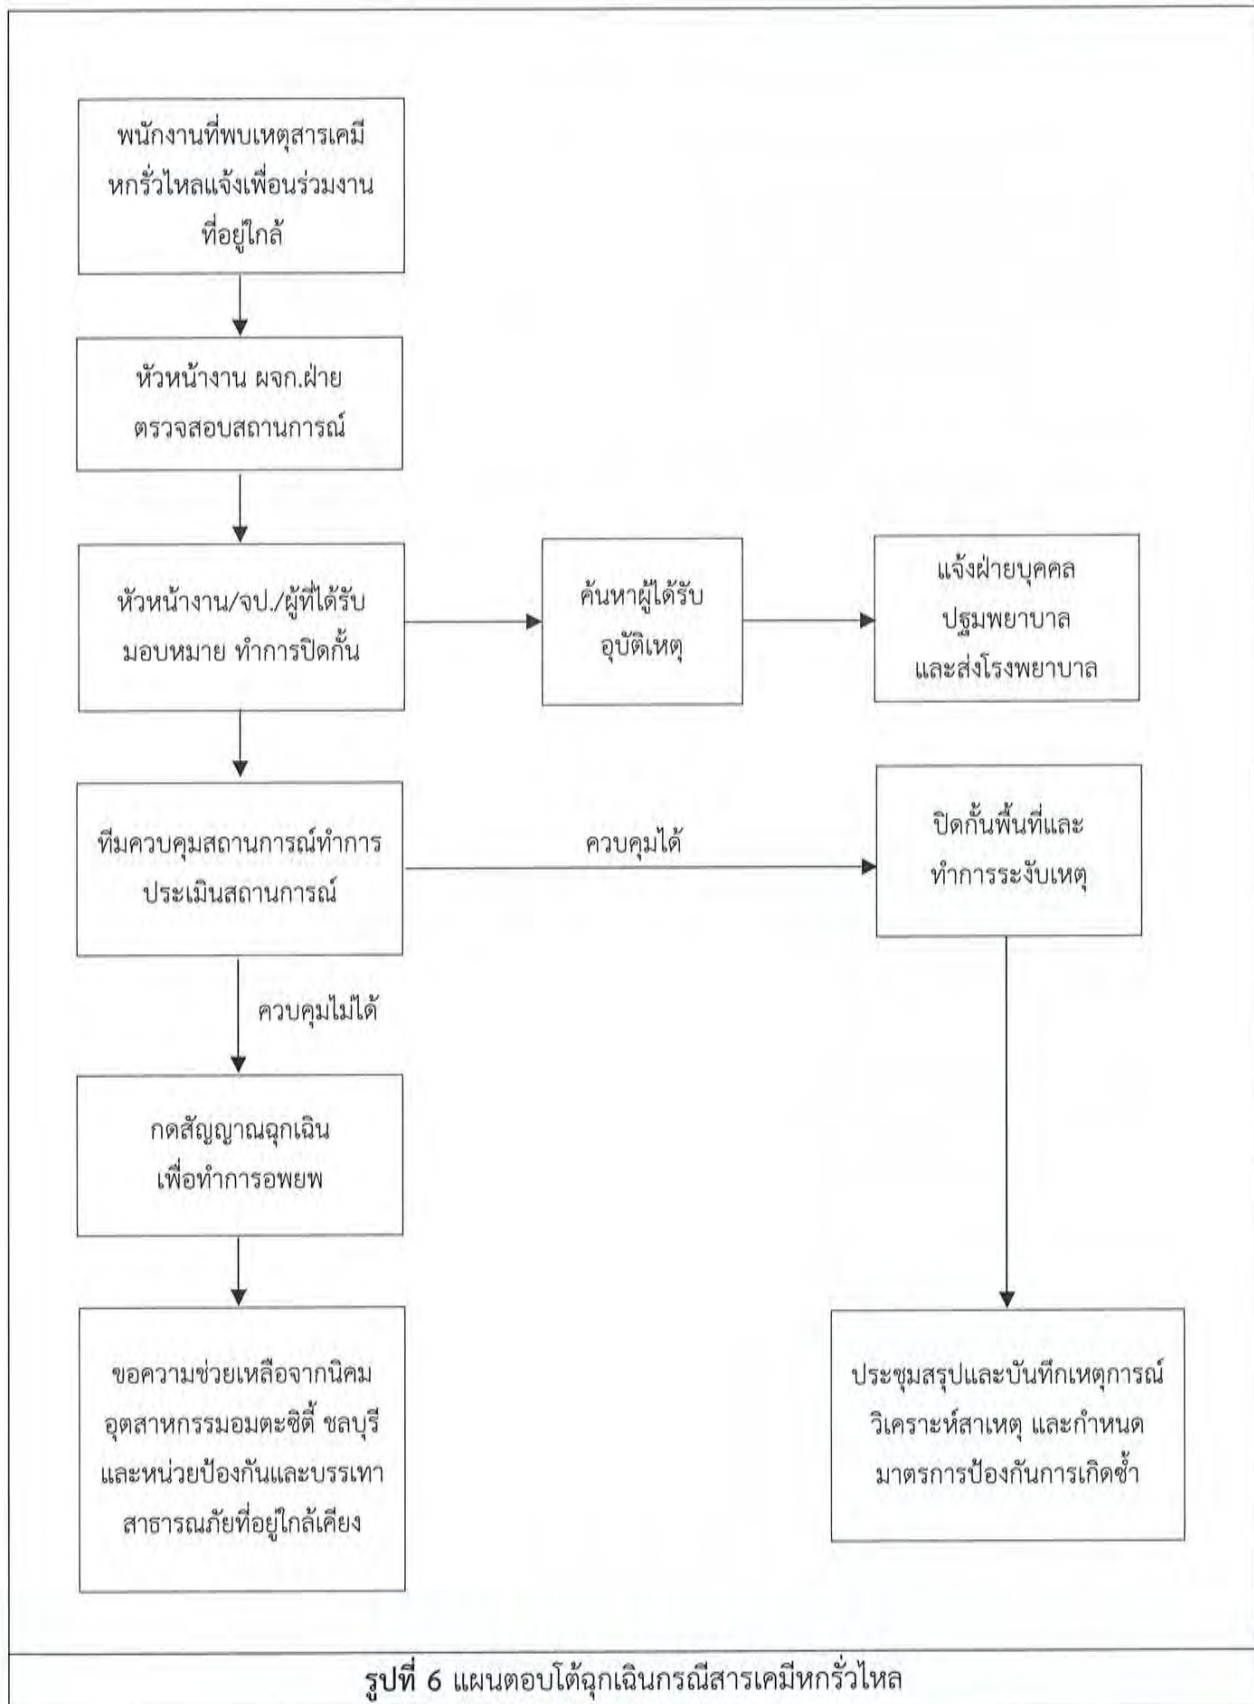 พนักงานที่พบเหตุสารเคมี
หกรั่วไหลแจ้งเพื่อนร่วมงาน
ที่อยู่ใกล้
หัวหน้างาน ผจก.ฝ่าย
ตรวจสอบสถานการณ์
หัวหน้างาน/จป./ผู้ที่ได้รับ
มอบหมาย ทำการปิดกั้น
ค้นหาผู้ได้รับ
อุบัติเหตุ
แจ้งฝ่ายบุคคล
ปฐมพยาบาล
และส่งโรงพยาบาล
ทีมควบคุมสถานการณ์ทำการ
ประเมินสถานการณ์
ควบคุมได้
ปิดกั้นพื้นที่และ
ทำการระงับเหตุ
ควบคุมไม่ได้
กดสัญญาณฉุกเฉิน
เพื่อทำการอพยพ
ขอความช่วยเหลือจากนิคม
อุตสาหกรรมอมตะซิตี้ ชลบุรี
และหน่วยป้องกันและบรรเทา
สาธารณภัยที่อยู่ใกล้เคียง
ประชุมสรุปและบันทึกเหตุการณ์
วิเคราะห์สาเหตุ และกำหนด
มาตรการป้องกันการเกิดซ้ำ
รูปที่ 6 แผนตอบโต้ฉุกเฉินกรณีสารเคมีหกรั่วไหล